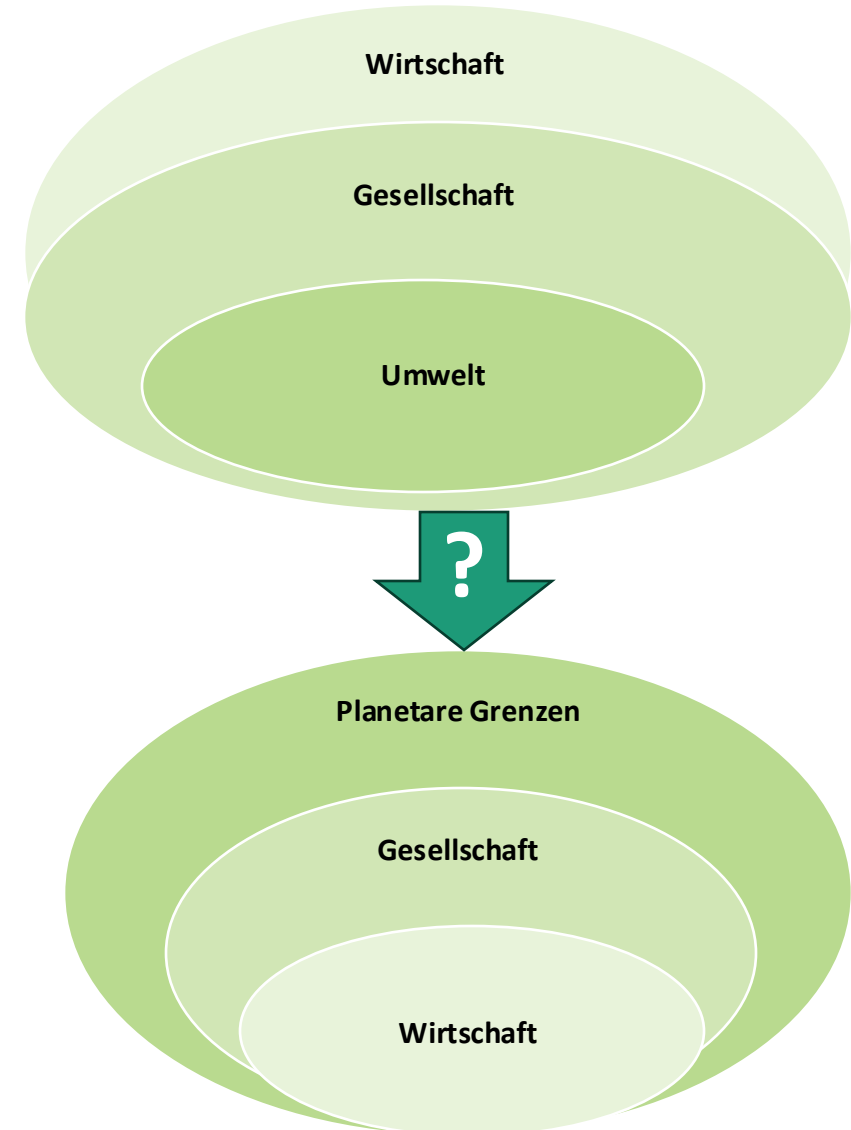 Wirtschaft
Gesellschaft
Umwelt
?
Planetare Grenzen
Gesellschaft
Wirtschaft